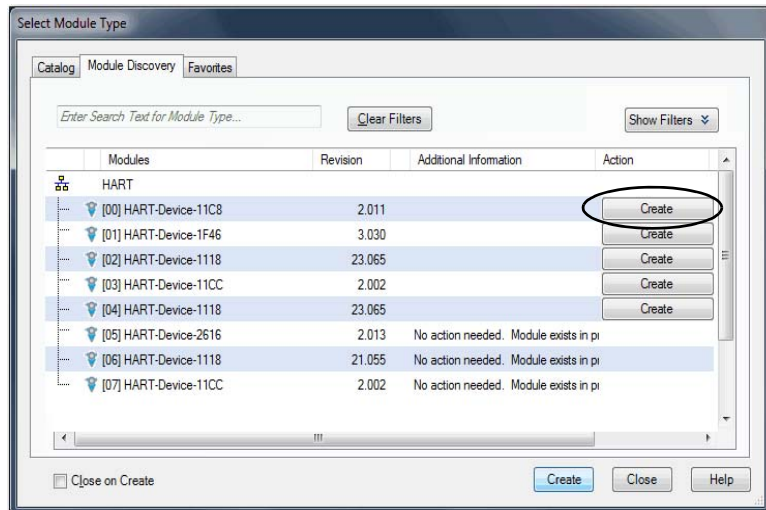 Select Module Type
Catalog Module Discovery Favorites
Enter Search Text for Module Type... Clear Filters Show Filters
Modules Revision Additional Information Action
HART
[00] HART-Device-11C8 2.011 Create
[01] HART-Device-1F46 3.030 Create
[02] HART-Device-1118 23.065 Create
[03] HART-Device-11CC 2.002 Create
[04] HART-Device-1118 23.065 Create
[05] HART-Device-2616 2.013 No action needed. Module exists in pr
[06] HART-Device-1118 21.055 No action needed. Module exists in pr
[07] HART-Device-11CC 2.002 No action needed. Module exists in pr
Close on Create Create Close Help